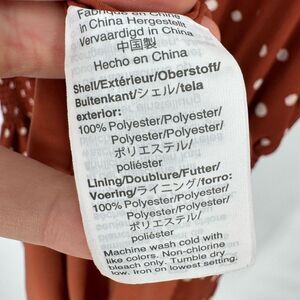 Fabriqué en Chine
in China Hergestellt
Vervaardigd in China
中国製
Hecho en China
Shell/Extérieur/Oberstoff/
Buitenkant/シェル/tela
exterior:
100% Polyester/Polyester/
Polyester/Polyester/
ポリエステル/
poliéster
Lining/Doublure/Futter/
Voering/ライニング/forro:
100% Polyester/Polyester/
Polyester/Polyester/
ポリエステル/
poliéster
Machine wash cold with
like colors. Non-chlorine
bleach only. Tumble dry
low. Iron on lowest setting.